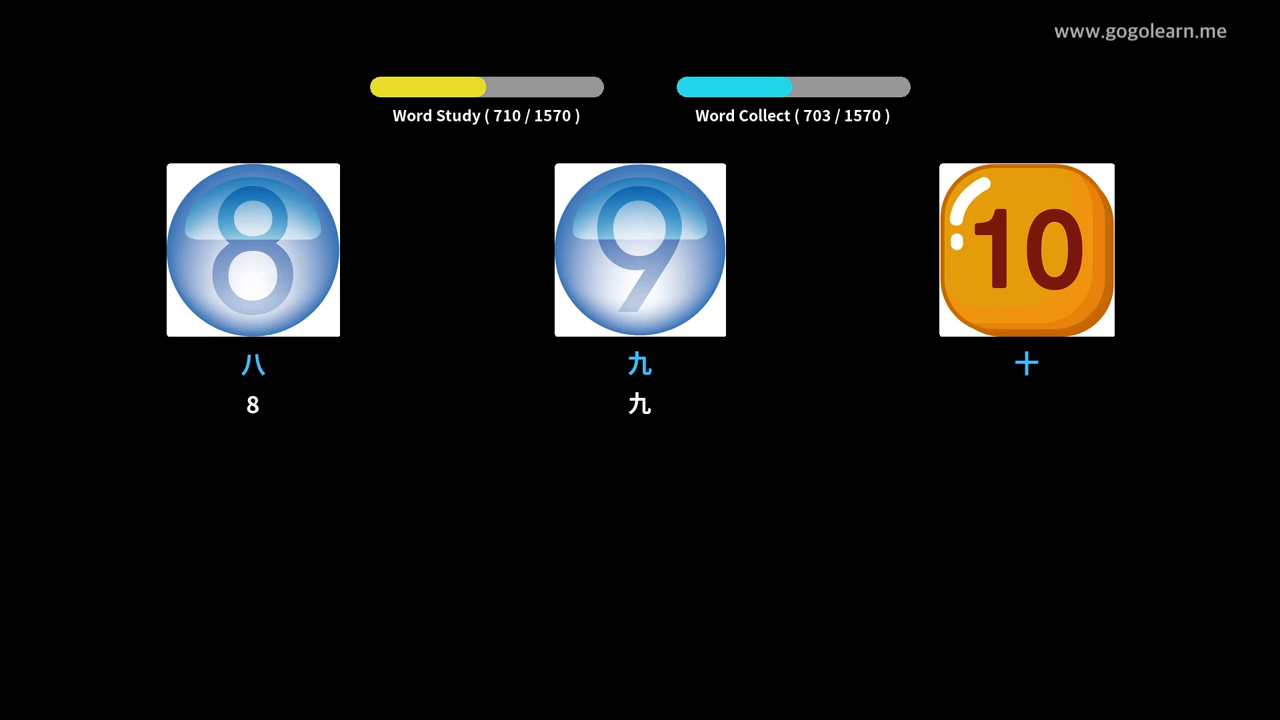 www.gogolearn.me
Word Study ( 710 / 1570 )
Word Collect ( 703 / 1570 )
8
9
10
八
九
十
8
九